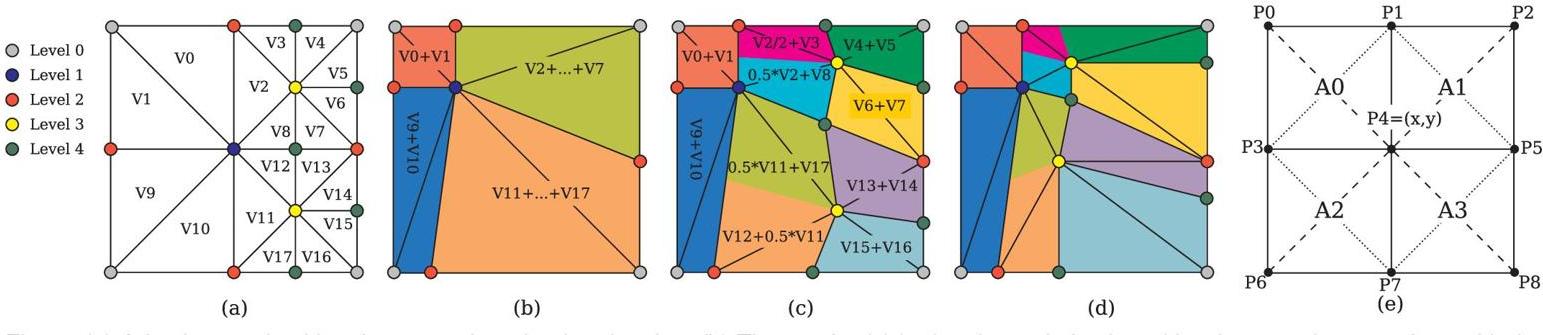 Level 0
Level 1
Level 2
Level 3
Level 4
V0
V1
V2
V3
V4
V5
V6
V7
V8
V9
V10
V11
V12
V13
V14
V15
V16
V17
(a)
V0+V1
V2+...+V7
V9+V10
V11+...+V17
(b)
V0+V1
V2/2+V3
V4+V5
0.5*V2+V8
V6+V7
V9+V10
0.5*V11+V17
V13+V14
V12+0.5*V11
V15+V16
(c)
(d)
P0
P1
P2
A0
A1
P4=(x,y)
P3
P5
A2
A3
P6
P7
P8
(e)